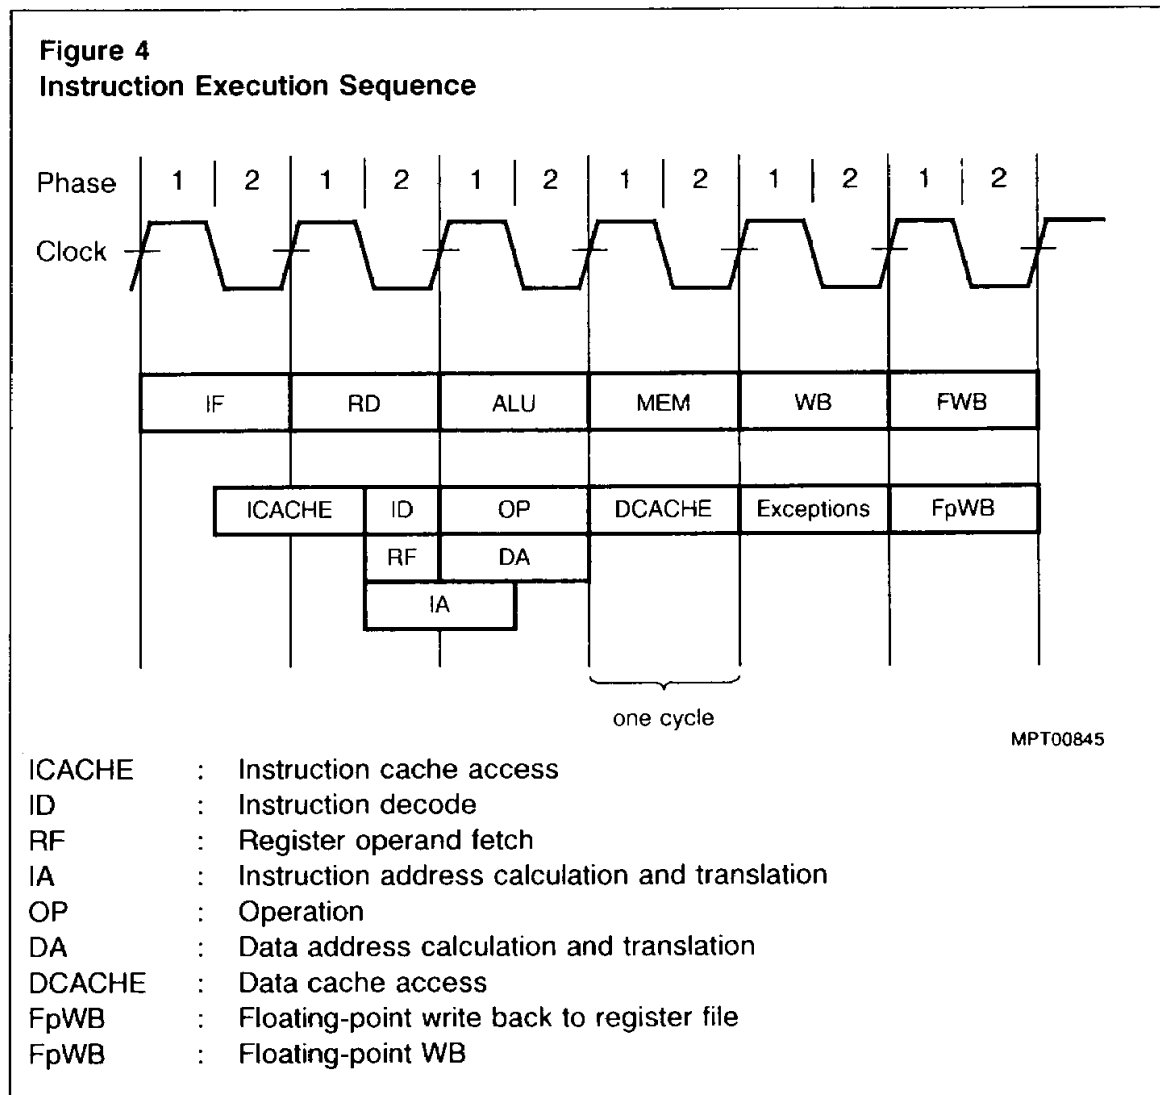 Figure 4
Instruction Execution Sequence
Phase 1 2 1 2 1 2 1 2 1 2 1 2
Clock
IF RD ALU MEM WB FWB
ICACHE ID OP DCACHE Exceptions FpWB
RF DA
IA
one cycle
MPT00845
ICACHE : Instruction cache access
ID : Instruction decode
RF : Register operand fetch
IA : Instruction address calculation and translation
OP : Operation
DA : Data address calculation and translation
DCACHE : Data cache access
FpWB : Floating-point write back to register file
FpWB : Floating-point WB